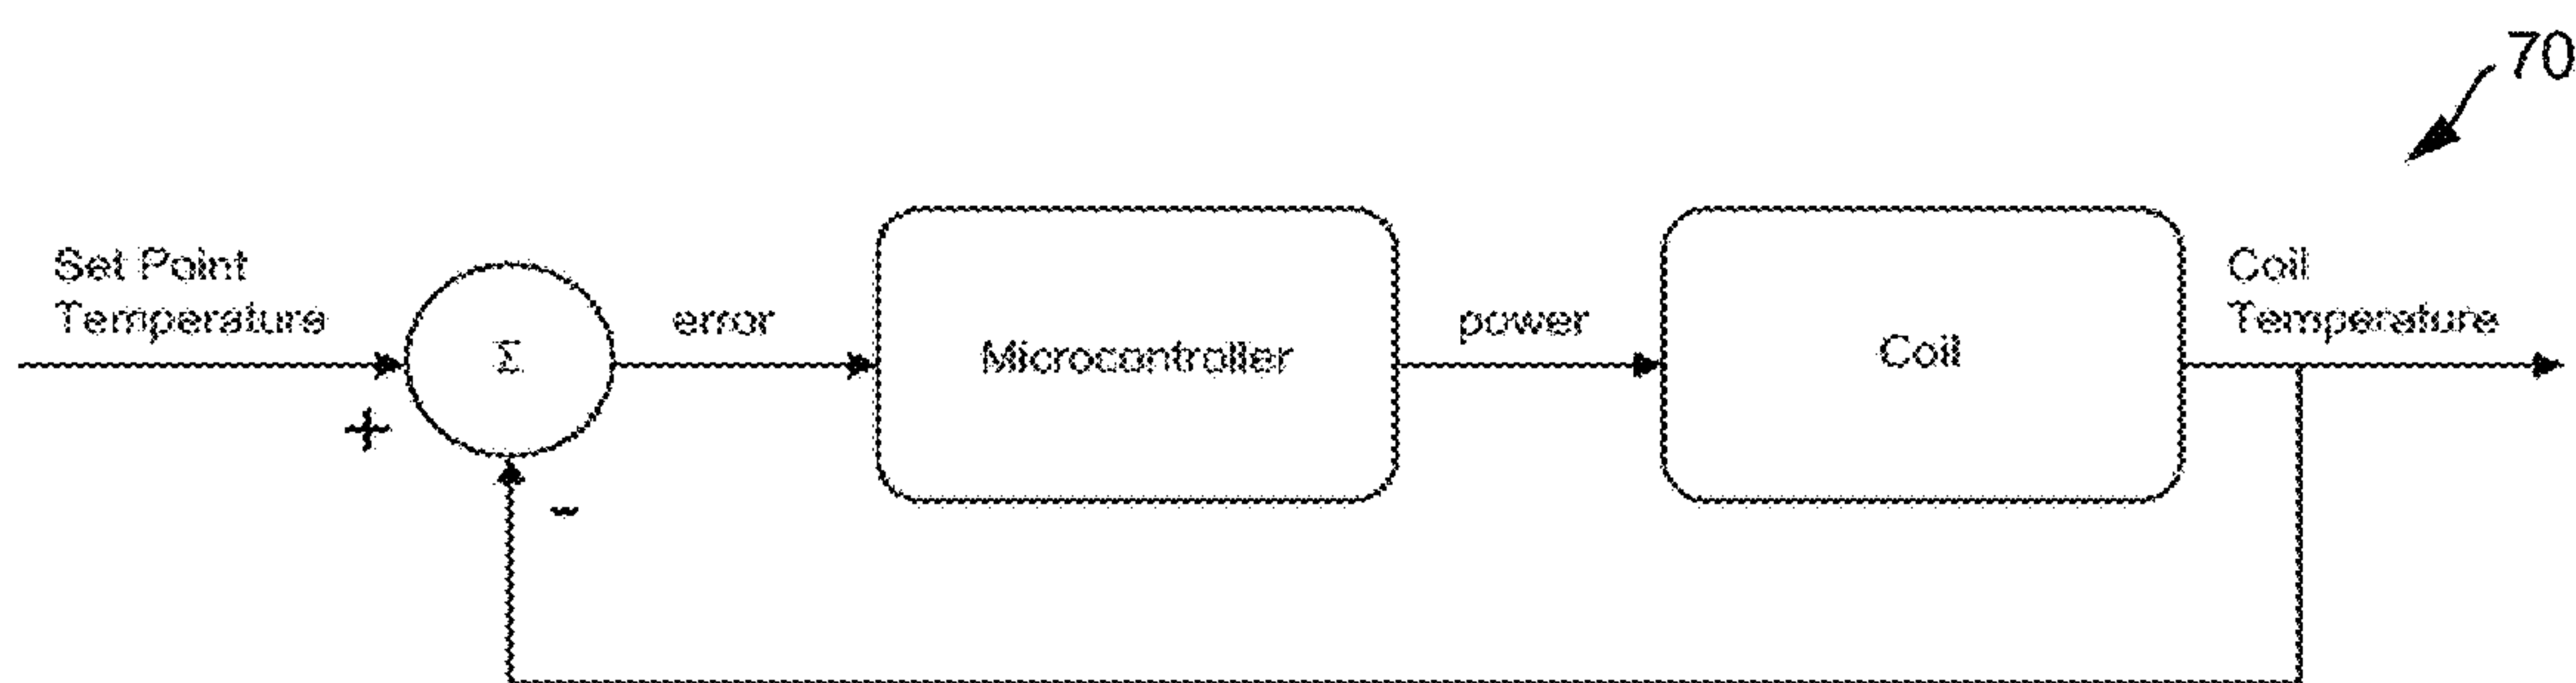 70
Set Point
Temperature
+
Σ
-
error
Microcontroller
power
Coil
Coil
Temperature